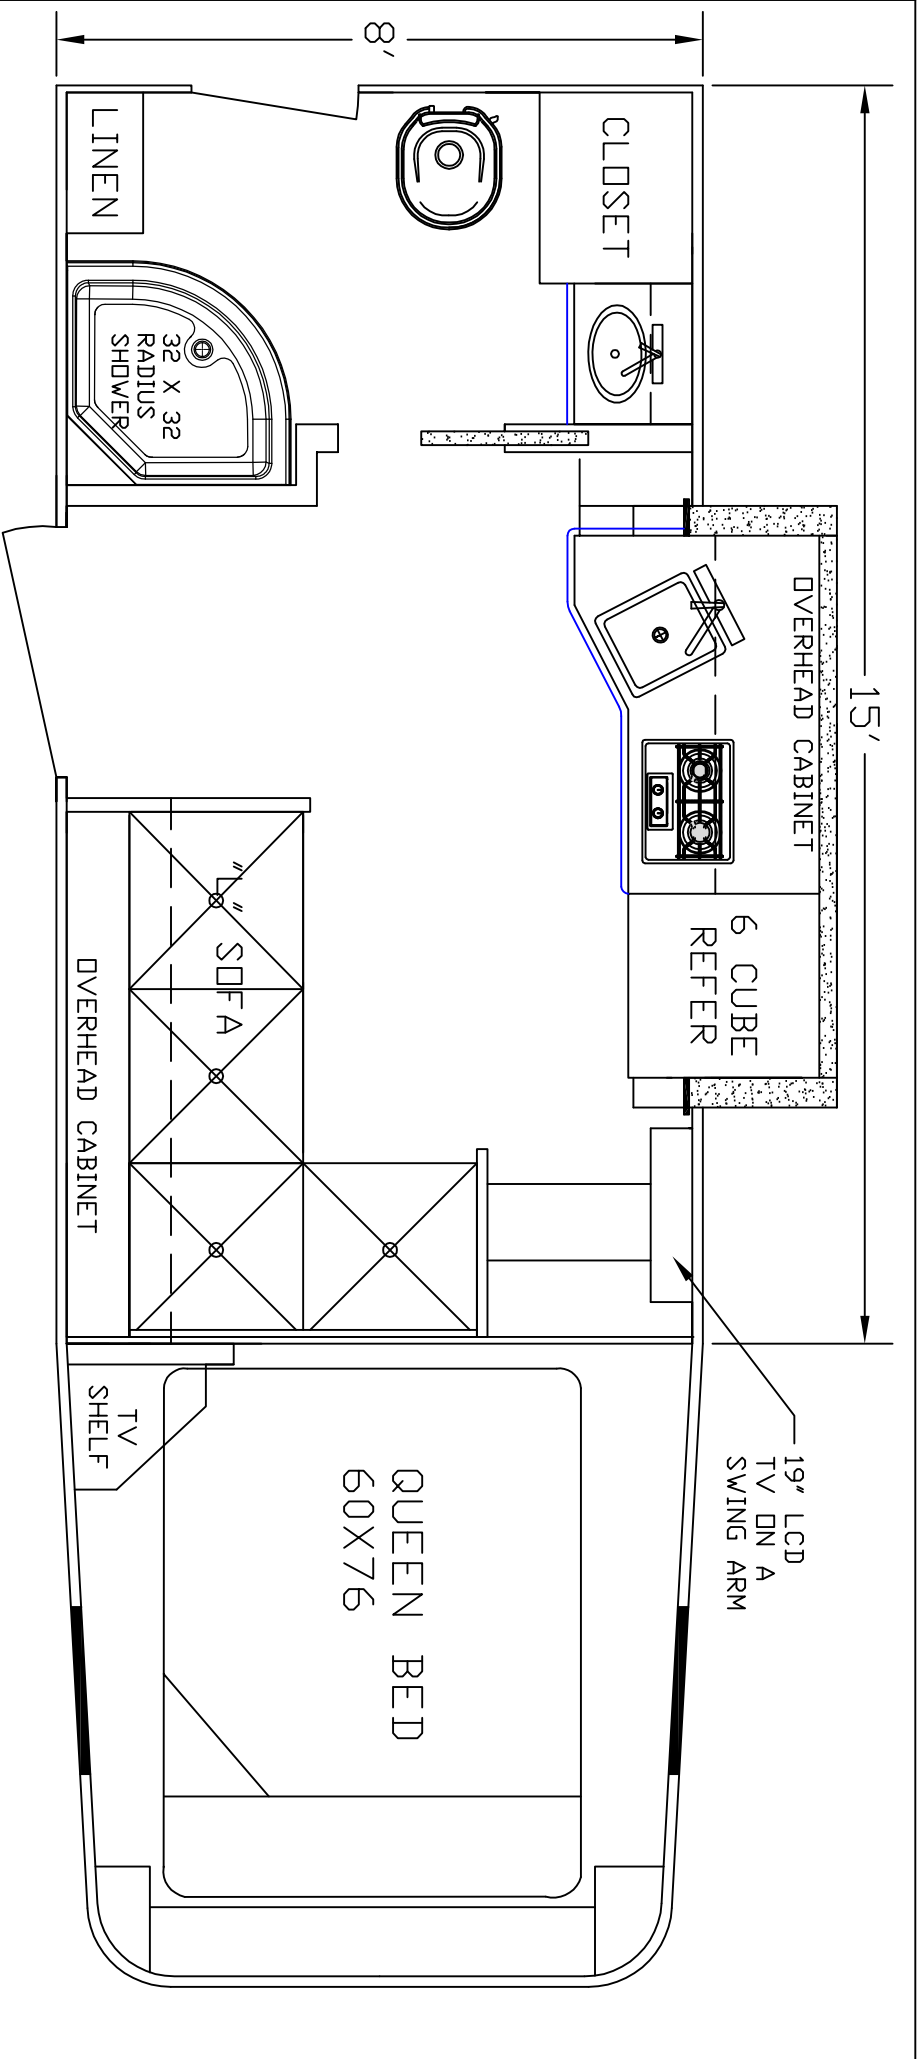 8'
15'
LINEN
CLOSET
32 X 32
RADIUS
SHOWER
OVERHEAD CABINET
6 CUBE
REFER
"L" SOFA
OVERHEAD CABINET
19" LCD
TV ON A
SWING ARM
TV
SHELF
QUEEN BED
60X76